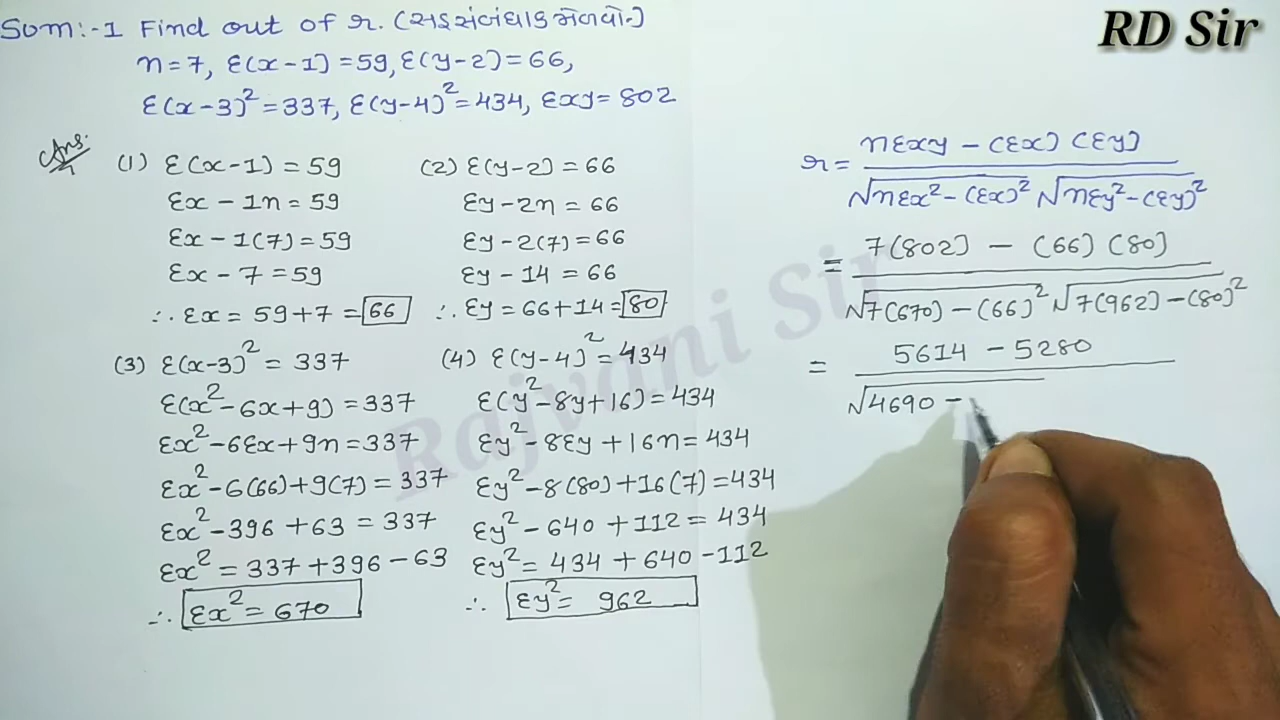 RD Sir
Sum:-1 Find out of r. (સહસંબંધાંક મેળવો.)
n=7, Σ(x-1)=59, Σ(y-2)=66,
Σ(x-3)²=337, Σ(y-4)²=434, Σxy=802
Ans.
(1) Σ(x-1) = 59
Σx - 1n = 59
Σx - 1(7) = 59
Σx - 7 = 59
∴ Σx = 59+7 = 66
(2) Σ(y-2) = 66
Σy - 2n = 66
Σy - 2(7) = 66
Σy - 14 = 66
∴ Σy = 66+14 = 80
(3) Σ(x-3)² = 337
Σ(x²-6x+9) = 337
Σx²-6Σx+9n = 337
Σx²-6(66)+9(7) = 337
Σx²-396+63 = 337
Σx² = 337+396-63
∴ Σx² = 670
(4) Σ(y-4)² = 434
Σ(y²-8y+16) = 434
Σy²-8Σy+16n = 434
Σy²-8(80)+16(7) = 434
Σy²-640+112 = 434
Σy² = 434+640-112
∴ Σy² = 962
r = nΣxy - (Σx) (Σy)
√nΣx²-(Σx)² √nΣy²-(Σy)²
= 7(802) - (66) (80)
√7(670)-(66)² √7(962)-(80)²
= 5614 - 5280
√4690 -
Rajvani Sir